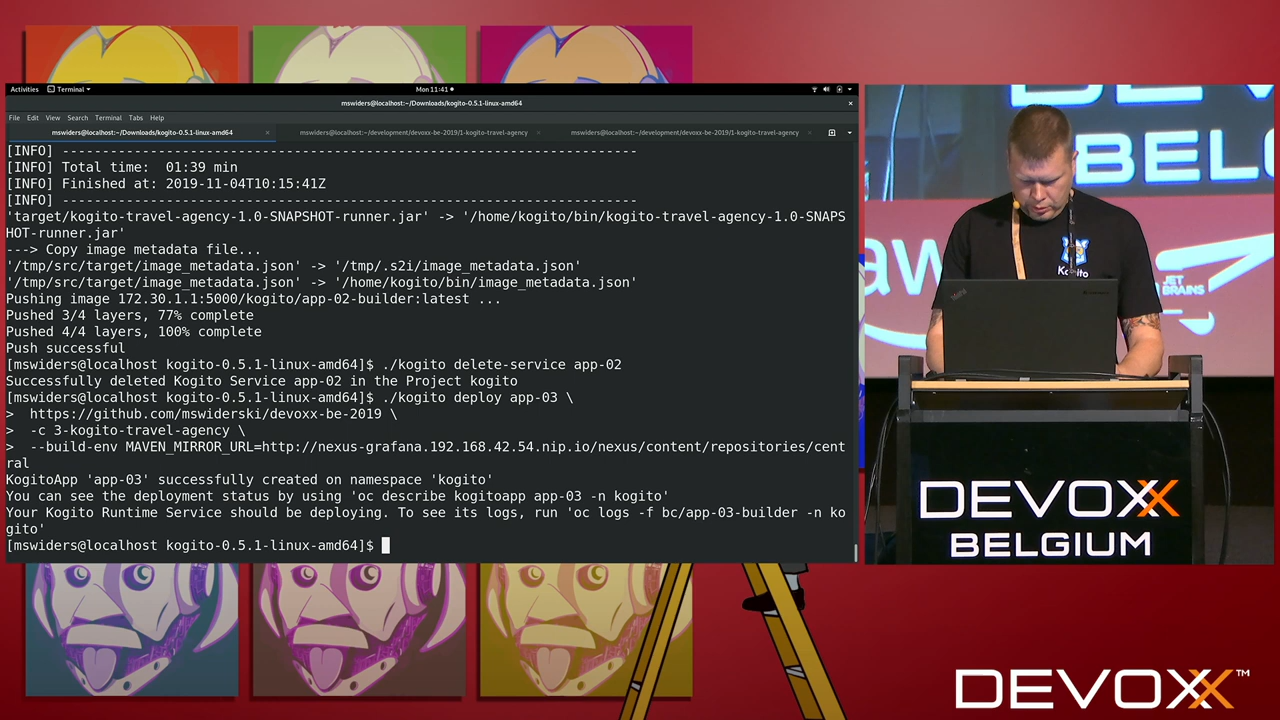 Activities
Terminal
Mon 11:41
mswiders@localhost:~/Downloads/kogito-0.5.1-linux-amd64
File Edit View Search Terminal Tabs Help
mswiders@localhost:~/Downloads/kogito-0.5.1-linux-amd64
mswiders@localhost:~/development/devoxx-be-2019/1-kogito-travel-agency
mswiders@localhost:~/development/devoxx-be-2019/1-kogito-travel-agency
[INFO] ------------------------------------------------------------------------
[INFO] Total time:  01:39 min
[INFO] Finished at: 2019-11-04T10:15:41Z
[INFO] ------------------------------------------------------------------------
'target/kogito-travel-agency-1.0-SNAPSHOT-runner.jar' -> '/home/kogito/bin/kogito-travel-agency-1.0-SNAPS
HOT-runner.jar'
---> Copy image metadata file...
'/tmp/src/target/image_metadata.json' -> '/tmp/.s2i/image_metadata.json'
'/tmp/src/target/image_metadata.json' -> '/home/kogito/bin/image_metadata.json'
Pushing image 172.30.1.1:5000/kogito/app-02-builder:latest ...
Pushed 3/4 layers, 77% complete
Pushed 4/4 layers, 100% complete
Push successful
[mswiders@localhost kogito-0.5.1-linux-amd64]$ ./kogito delete-service app-02
Successfully deleted Kogito Service app-02 in the Project kogito
[mswiders@localhost kogito-0.5.1-linux-amd64]$ ./kogito deploy app-03 \
>  https://github.com/mswiderski/devoxx-be-2019 \
>  -c 3-kogito-travel-agency \
>  --build-env MAVEN_MIRROR_URL=http://nexus-grafana.192.168.42.54.nip.io/nexus/content/repositories/cent
ral
KogitoApp 'app-03' successfully created on namespace 'kogito'
You can see the deployment status by using 'oc describe kogitoapp app-03 -n kogito'
Your Kogito Runtime Service should be deploying. To see its logs, run 'oc logs -f bc/app-03-builder -n ko
gito'
[mswiders@localhost kogito-0.5.1-linux-amd64]$
BEL
aw
JET
BRAINS
DEVOXX
BELGIUM
DEVOXX™